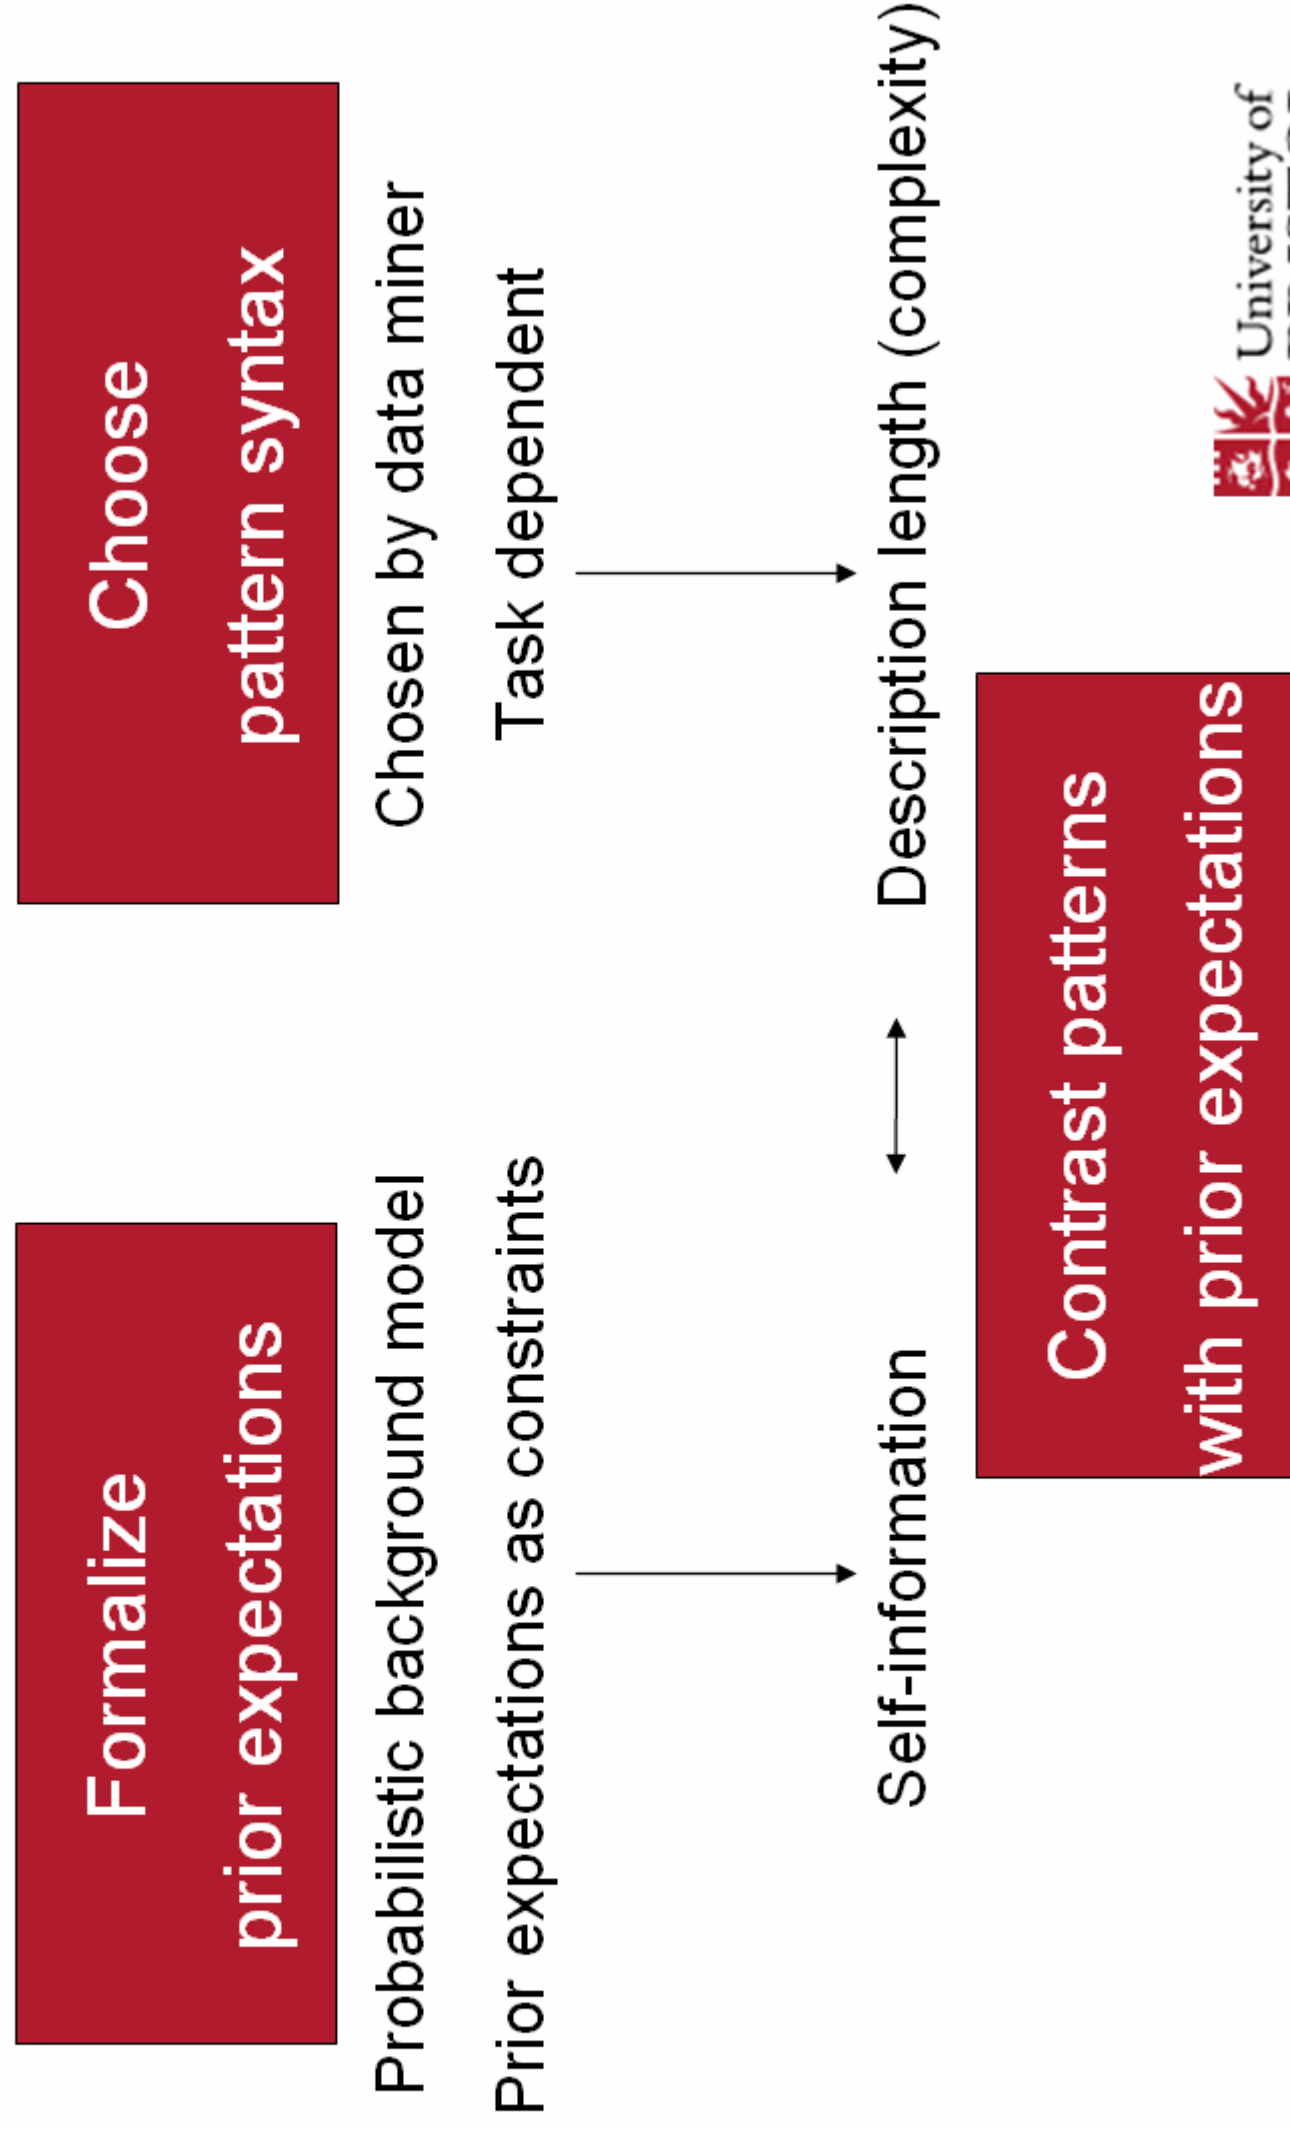 Formalize
prior expectations
Probabilistic background model
Prior expectations as constraints
Self-information
Choose
pattern syntax
Chosen by data miner
Task dependent
Description length (complexity)
Contrast patterns
with prior expectations
University of